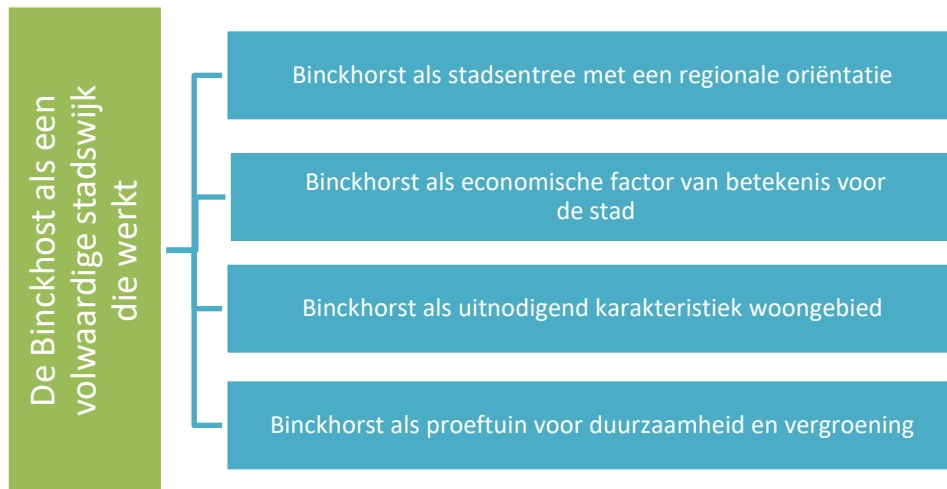 De Binckhost als een
volwaardige stadswijk
die werkt
Binckhorst als stadsentree met een regionale oriëntatie
Binckhorst als economische factor van betekenis voor
de stad
Binckhorst als uitnodigend karakteristiek woongebied
Binckhorst als proeftuin voor duurzaamheid en vergroening